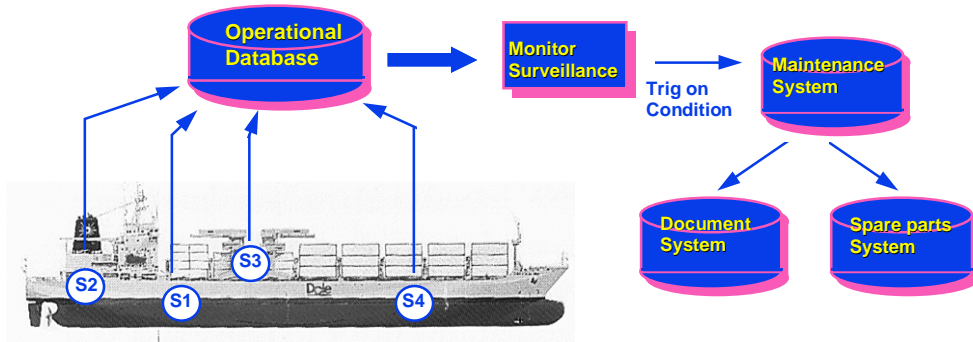 Operational
Database
Monitor
Surveillance
Trig on
Condition
Maintenance
System
Document
System
Spare parts
System
S2
S1
S3
S4
Dole